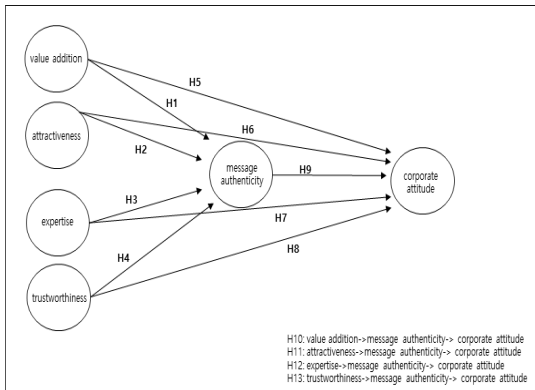 value addition
H5
H1
attractiveness
H6
H2
message
authenticity
H9
corporate
attitude
H3
expertise
H7
H4
H8
trustworthiness
H10: value addition->message authenticity-> corporate attitude
H11: attractiveness->message authenticity-> corporate attitude
H12: expertise->message authenticity-> corporate attitude
H13: trustworthiness->message authenticity-> corporate attitude